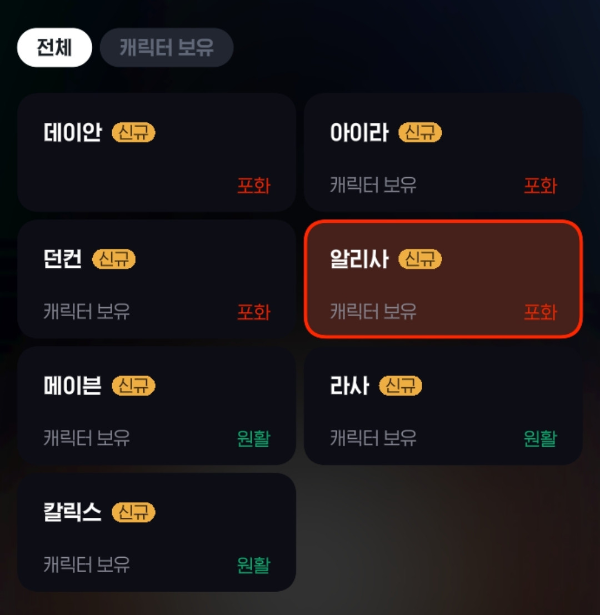 전체 캐릭터 보유
데이안 신규
포화
아이라 신규
캐릭터 보유 포화
던컨 신규
캐릭터 보유 포화
알리사 신규
캐릭터 보유 포화
메이븐 신규
캐릭터 보유 원활
라사 신규
캐릭터 보유 원활
칼릭스 신규
캐릭터 보유 원활